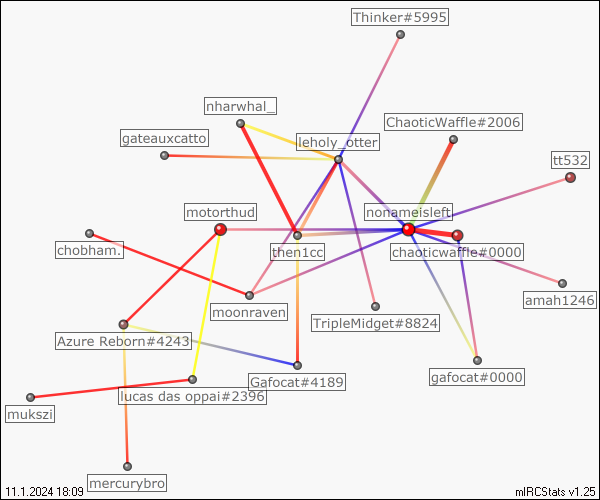 Thinker#5995
nharwhal_
ChaoticWaffle#2006
gateauxcatto
leholy_otter
tt532
motorthud
nonameisleft
chobham.
then1cc
chaoticwaffle#0000
moonraven
TripleMidget#8824
amah1246
Azure Reborn#4243
Gafocat#4189
gafocat#0000
lucas das oppai#2396
mukszi
mercurybro
11.1.2024 18:09
mIRCStats v1.25